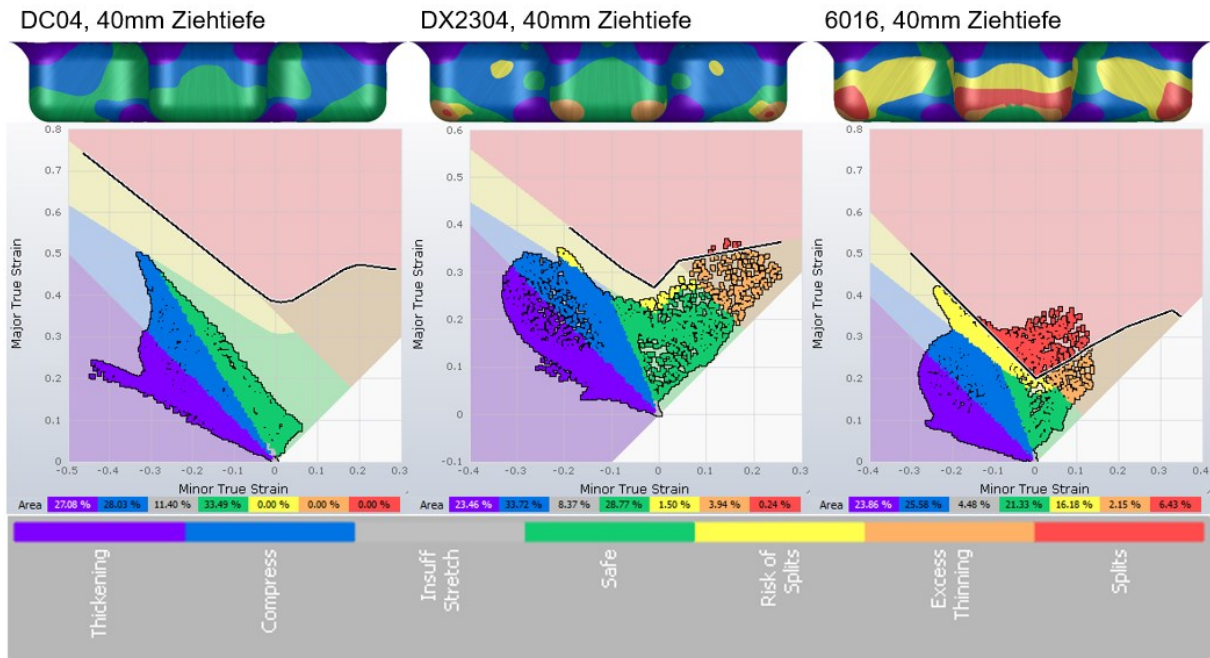 DC04, 40mm Ziehtiefe
DX2304, 40mm Ziehtiefe
6016, 40mm Ziehtiefe
0.8
0.7
0.6
0.5
0.4
0.3
0.2
0.1
0
Major True Strain
-0.5
-0.4
-0.3
-0.2
-0.1
0
0.1
0.2
0.3
Minor True Strain
Area 27.08 % 28.03 % 11.40 % 33.49 % 0.00 % 0.00 % 0.00 %
0.6
0.5
0.4
0.3
0.2
0.1
0
-0.1
Major True Strain
-0.4
-0.3
-0.2
-0.1
0
0.1
0.2
0.3
Minor True Strain
Area 23.46 % 33.72 % 8.37 % 28.77 % 1.50 % 3.94 % 0.24 %
0.8
0.7
0.6
0.5
0.4
0.3
0.2
0.1
0
Major True Strain
-0.4
-0.3
-0.2
-0.1
0
0.1
0.2
0.3
0.4
Minor True Strain
Area 23.86 % 25.58 % 4.48 % 21.33 % 16.18 % 2.15 % 6.43 %
Thickening
Compress
Insuff
Stretch
Safe
Risk of
Splits
Excess
Thinning
Splits